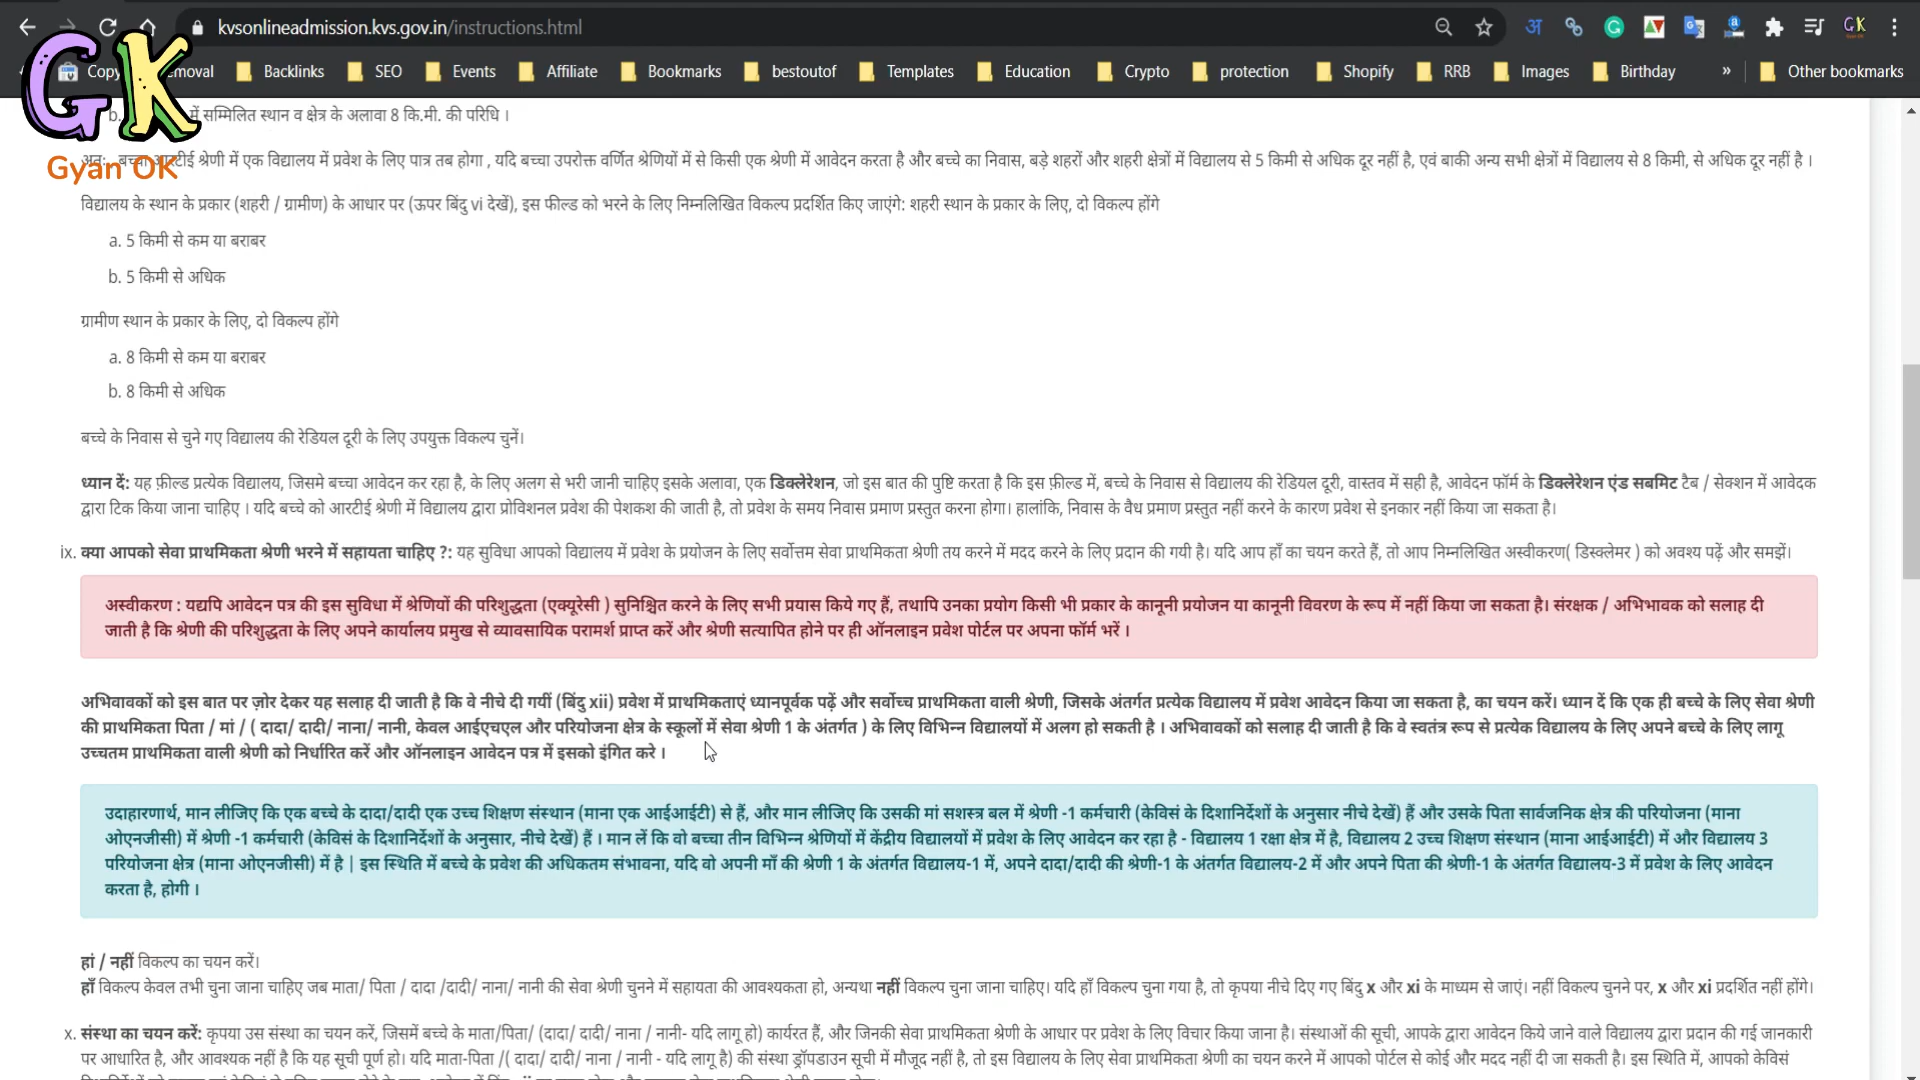 kvsonlineadmission.kvs.gov.in/instructions.html
Copy
emoval
Backlinks
SEO
Events
Affiliate
Bookmarks
bestoutof
Templates
Education
Crypto
protection
Shopify
RRB
Images
Birthday
»
Other bookmarks
GK
Gyan OK
b. में सम्मिलित स्थान व क्षेत्र के अलावा 8 कि.मी. की परिधि ।
अतः, बच्चा आरटीई श्रेणी में एक विद्यालय में प्रवेश के लिए पात्र तब होगा , यदि बच्चा उपरोक्त वर्णित श्रेणियों में से किसी एक श्रेणी में आवेदन करता है और बच्चे का निवास, बड़े शहरों और शहरी क्षेत्रों में विद्यालय से 5 किमी से अधिक दूर नहीं है, एवं बाकी अन्य सभी क्षेत्रों में विद्यालय से 8 किमी, से अधिक दूर नहीं है ।
विद्यालय के स्थान के प्रकार (शहरी / ग्रामीण) के आधार पर (ऊपर बिंदु vi देखें), इस फील्ड को भरने के लिए निम्नलिखित विकल्प प्रदर्शित किए जाएंगे: शहरी स्थान के प्रकार के लिए, दो विकल्प होंगे
a. 5 किमी से कम या बराबर
b. 5 किमी से अधिक
ग्रामीण स्थान के प्रकार के लिए, दो विकल्प होंगे
a. 8 किमी से कम या बराबर
b. 8 किमी से अधिक
बच्चे के निवास से चुने गए विद्यालय की रेडियल दूरी के लिए उपयुक्त विकल्प चुनें।
ध्यान दें: यह फ़ील्ड प्रत्येक विद्यालय, जिसमे बच्चा आवेदन कर रहा है, के लिए अलग से भरी जानी चाहिए इसके अलावा, एक डिक्लेरेशन, जो इस बात की पुष्टि करता है कि इस फ़ील्ड में, बच्चे के निवास से विद्यालय की रेडियल दूरी, वास्तव में सही है, आवेदन फॉर्म के डिक्लेरेशन एंड सबमिट टैब / सेक्शन में आवेदक
द्वारा टिक किया जाना चाहिए । यदि बच्चे को आरटीई श्रेणी में विद्यालय द्वारा प्रोविशनल प्रवेश की पेशकश की जाती है, तो प्रवेश के समय निवास प्रमाण प्रस्तुत करना होगा। हालांकि, निवास के वैध प्रमाण प्रस्तुत नहीं करने के कारण प्रवेश से इनकार नहीं किया जा सकता है।
ix. क्या आपको सेवा प्राथमिकता श्रेणी भरने में सहायता चाहिए ?: यह सुविधा आपको विद्यालय में प्रवेश के प्रयोजन के लिए सर्वोत्तम सेवा प्राथमिकता श्रेणी तय करने में मदद करने के लिए प्रदान की गयी है। यदि आप हाँ का चयन करते हैं, तो आप निम्नलिखित अस्वीकरण( डिस्क्लेमर ) को अवश्य पढ़ें और समझें।
अस्वीकरण : यद्यपि आवेदन पत्र की इस सुविधा में श्रेणियों की परिशुद्धता (एक्यूरेसी ) सुनिश्चित करने के लिए सभी प्रयास किये गए हैं, तथापि उनका प्रयोग किसी भी प्रकार के कानूनी प्रयोजन या कानूनी विवरण के रूप में नहीं किया जा सकता है। संरक्षक / अभिभावक को सलाह दी
जाती है कि श्रेणी की परिशुद्धता के लिए अपने कार्यालय प्रमुख से व्यावसायिक परामर्श प्राप्त करें और श्रेणी सत्यापित होने पर ही ऑनलाइन प्रवेश पोर्टल पर अपना फॉर्म भरें ।
अभिवावकों को इस बात पर ज़ोर देकर यह सलाह दी जाती है कि वे नीचे दी गयीं (बिंदु xii) प्रवेश में प्राथमिकताएं ध्यानपूर्वक पढ़ें और सर्वोच्च प्राथमिकता वाली श्रेणी, जिसके अंतर्गत प्रत्येक विद्यालय में प्रवेश आवेदन किया जा सकता है, का चयन करें। ध्यान दें कि एक ही बच्चे के लिए सेवा श्रेणी
की प्राथमिकता पिता / मां / ( दादा/ दादी/ नाना/ नानी, केवल आईएचएल और परियोजना क्षेत्र के स्कूलों में सेवा श्रेणी 1 के अंतर्गत ) के लिए विभिन्न विद्यालयों में अलग हो सकती है । अभिवावकों को सलाह दी जाती है कि वे स्वतंत्र रूप से प्रत्येक विद्यालय के लिए अपने बच्चे के लिए लागू
उच्चतम प्राथमिकता वाली श्रेणी को निर्धारित करें और ऑनलाइन आवेदन पत्र में इसको इंगित करे ।
उदाहारणार्थ, मान लीजिए कि एक बच्चे के दादा/दादी एक उच्च शिक्षण संस्थान (माना एक आईआईटी) से हैं, और मान लीजिए कि उसकी मां सशस्त्र बल में श्रेणी -1 कर्मचारी (केविसं के दिशानिर्देशों के अनुसार नीचे देखें) हैं और उसके पिता सार्वजनिक क्षेत्र की परियोजना (माना
ओएनजीसी) में श्रेणी -1 कर्मचारी (केविसं के दिशानिर्देशों के अनुसार, नीचे देखें) हैं । मान लें कि वो बच्चा तीन विभिन्न श्रेणियों में केंद्रीय विद्यालयों में प्रवेश के लिए आवेदन कर रहा है - विद्यालय 1 रक्षा क्षेत्र में है, विद्यालय 2 उच्च शिक्षण संस्थान (माना आईआईटी) में और विद्यालय 3
परियोजना क्षेत्र (माना ओएनजीसी) में है | इस स्थिति में बच्चे के प्रवेश की अधिकतम संभावना, यदि वो अपनी माँ की श्रेणी 1 के अंतर्गत विद्यालय-1 में, अपने दादा/दादी की श्रेणी-1 के अंतर्गत विद्यालय-2 में और अपने पिता की श्रेणी-1 के अंतर्गत विद्यालय-3 में प्रवेश के लिए आवेदन
करता है, होगी ।
हां / नहीं विकल्प का चयन करें।
हाँ विकल्प केवल तभी चुना जाना चाहिए जब माता/ पिता / दादा /दादी/ नाना/ नानी की सेवा श्रेणी चुनने में सहायता की आवश्यकता हो, अन्यथा नहीं विकल्प चुना जाना चाहिए। यदि हाँ विकल्प चुना गया है, तो कृपया नीचे दिए गए बिंदु x और xi के माध्यम से जाएं। नहीं विकल्प चुनने पर, x और xi प्रदर्शित नहीं होंगे।
x. संस्था का चयन करें: कृपया उस संस्था का चयन करें, जिसमें बच्चे के माता/पिता/ (दादा/ दादी/ नाना / नानी- यदि लागू हो) कार्यरत हैं, और जिनकी सेवा प्राथमिकता श्रेणी के आधार पर प्रवेश के लिए विचार किया जाना है। संस्थाओं की सूची, आपके द्वारा आवेदन किये जाने वाले विद्यालय द्वारा प्रदान की गई जानकारी
पर आधारित है, और आवश्यक नहीं है कि यह सूची पूर्ण हो। यदि माता-पिता /( दादा/ दादी/ नाना / नानी - यदि लागू है) की संस्था ड्रॉपडाउन सूची में मौजूद नहीं है, तो इस विद्यालय के लिए सेवा प्राथमिकता श्रेणी का चयन करने में आपको पोर्टल से कोई और मदद नहीं दी जा सकती है। इस स्थिति में, आपको केविसं